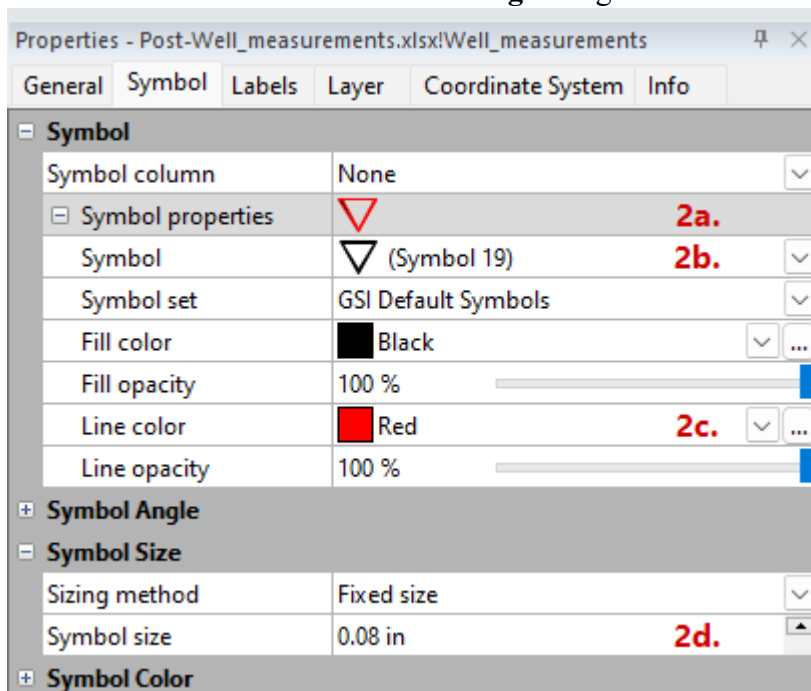 Properties - Post-Well_measurements.xlsx!Well_measurements
General Symbol Labels Layer Coordinate System Info
Symbol
Symbol column None
Symbol properties 2a.
Symbol (Symbol 19) 2b.
Symbol set GSI Default Symbols
Fill color Black ...
Fill opacity 100 %
Line color Red 2c. ...
Line opacity 100 %
Symbol Angle
Symbol Size
Sizing method Fixed size
Symbol size 0.08 in 2d.
Symbol Color